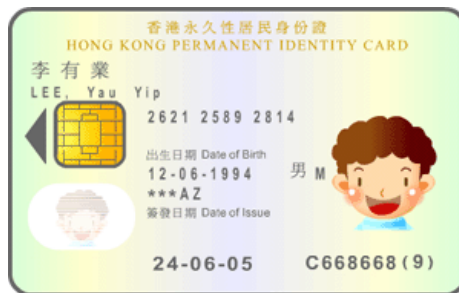 香港永久性居民身份證
HONG KONG PERMANENT IDENTITY CARD
李有業
LEE, Yau Yip
2621 2589 2814
出生日期 Date of Birth
12-06-1994 男 M
***AZ
簽發日期 Date of Issue
24-06-05 C668668(9)